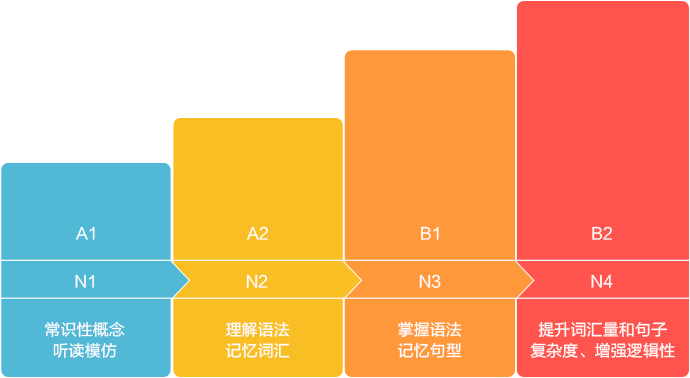 A1
A2
B1
B2
N1
N2
N3
N4
常识性概念
听读模仿
理解语法
记忆词汇
掌握语法
记忆句型
提升词汇量和句子
复杂度、增强逻辑性